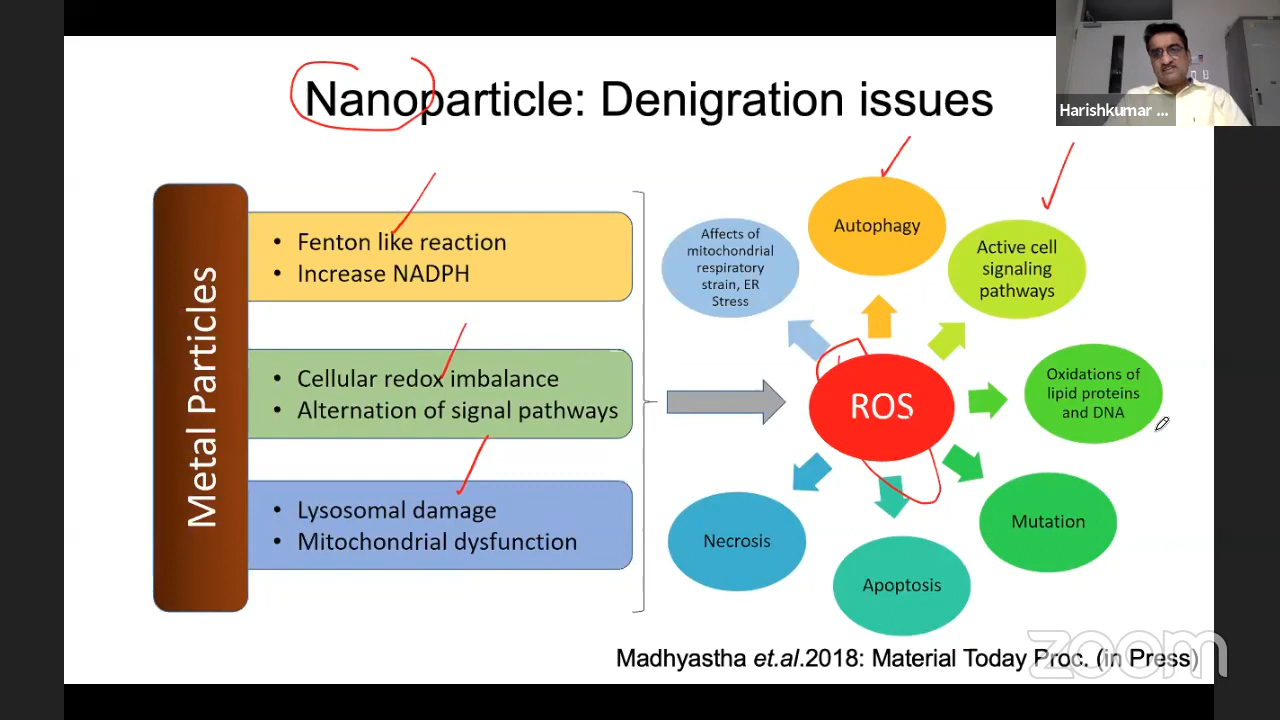 Nanoparticle: Denigration issues
Harishkumar ...
Metal Particles
• Fenton like reaction
• Increase NADPH
• Cellular redox imbalance
• Alternation of signal pathways
• Lysosomal damage
• Mitochondrial dysfunction
Affects of
mitochondrial
respiratory
strain, ER
Stress
Autophagy
Active cell
signaling
pathways
ROS
Oxidations of
lipid proteins
and DNA
Mutation
Apoptosis
Necrosis
Madhyastha et.al.2018: Material Today Proc. (in Press)
zoom